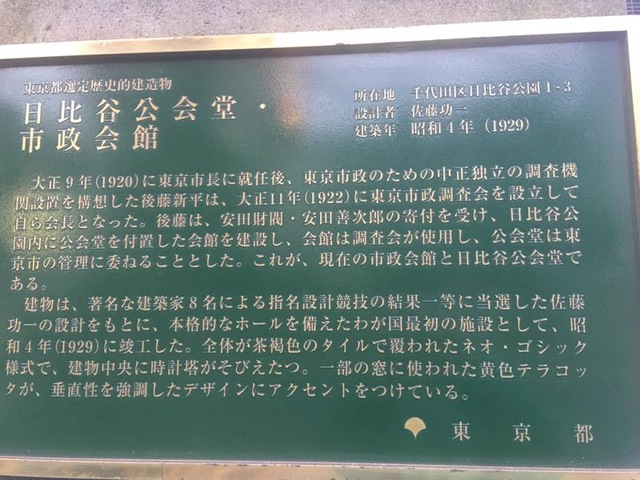 東京都選定歴史的建造物
日比谷公会堂・
市政会館
所在地 千代田区日比谷公園1-3
設計者 佐藤功一
建築年 昭和4年(1929)
大正9年(1920)に東京市長に就任後、東京市政のための中正独立の調査機
関設置を構想した後藤新平は、大正11年(1922)に東京市政調査会を設立して
自ら会長となった。後藤は、安田財閥・安田善次郎の寄付を受け、日比谷公
園内に公会堂を付置した会館を建設し、会館は調査会が使用し、公会堂は東
京市の管理に委ねることとした。これが、現在の市政会館と日比谷公会堂で
ある。
建物は、著名な建築家8名による指名設計競技の結果一等に当選した佐藤
功一の設計をもとに、本格的なホールを備えたわが国最初の施設として、昭
和4年(1929)に竣工した。全体が茶褐色のタイルで覆われたネオ・ゴシック
様式で、建物中央に時計塔がそびえたつ。一部の窓に使われた黄色テラコッ
タが、垂直性を強調したデザインにアクセントをつけている。
東京都